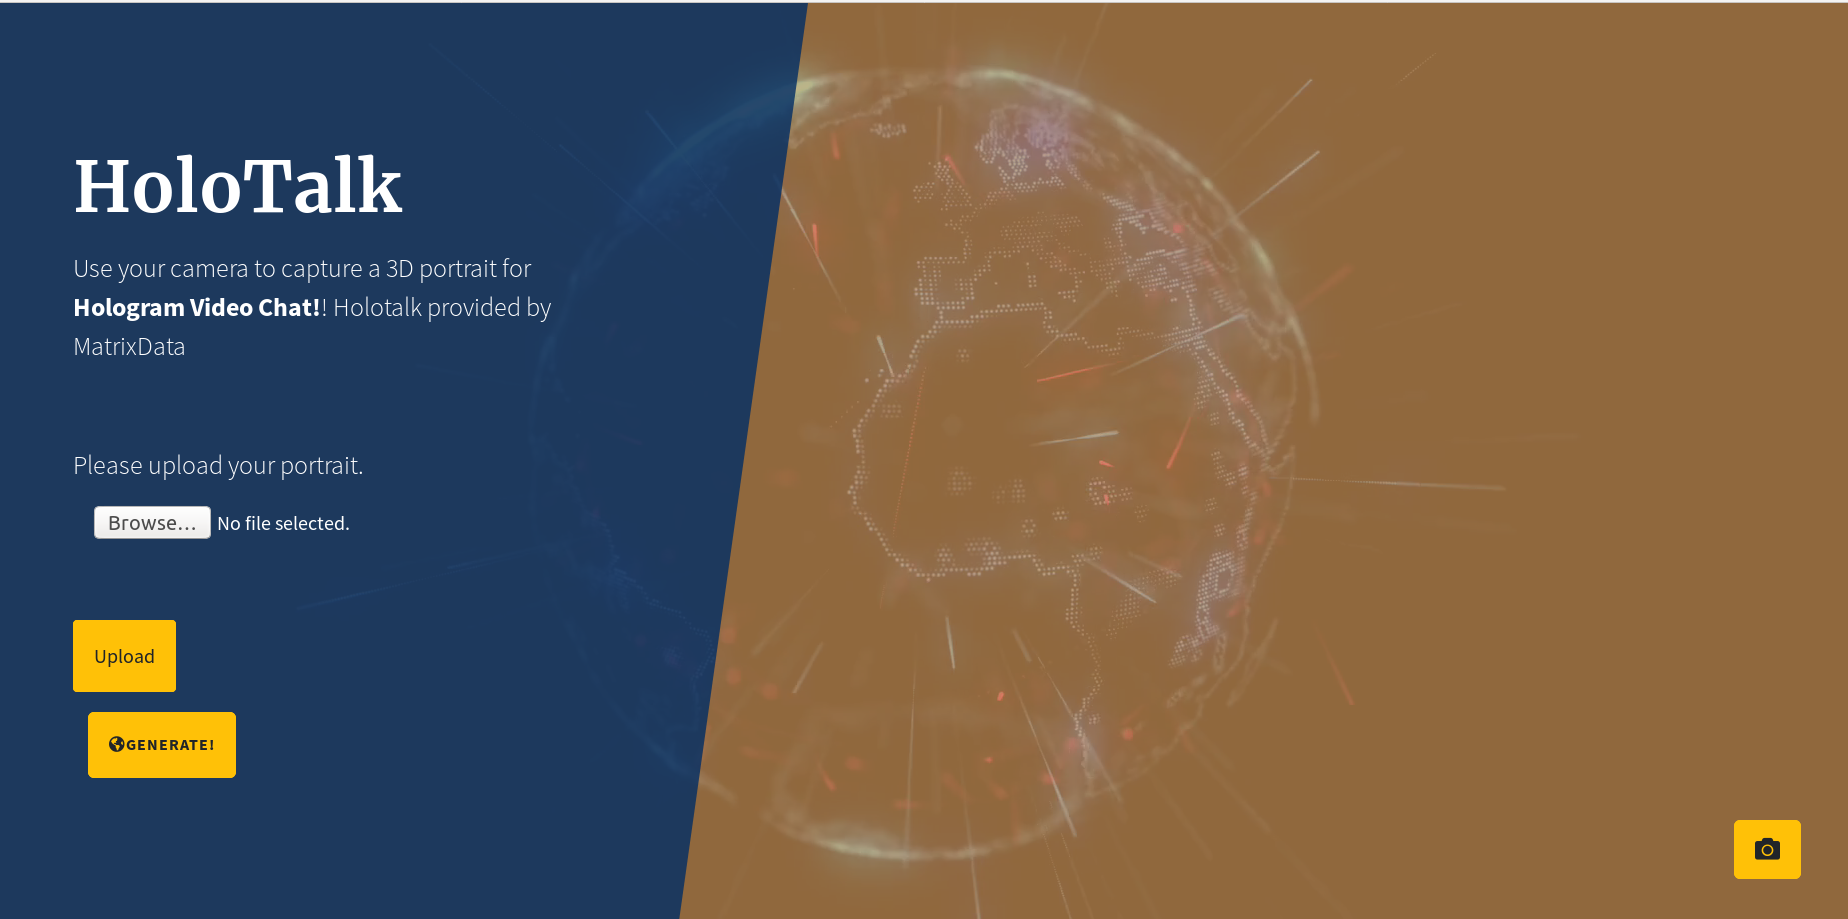 HoloTalk
Use your camera to capture a 3D portrait for
Hologram Video Chat!! Holotalk provided by
MatrixData
Please upload your portrait.
Browse... No file selected.
Upload
GENERATE!